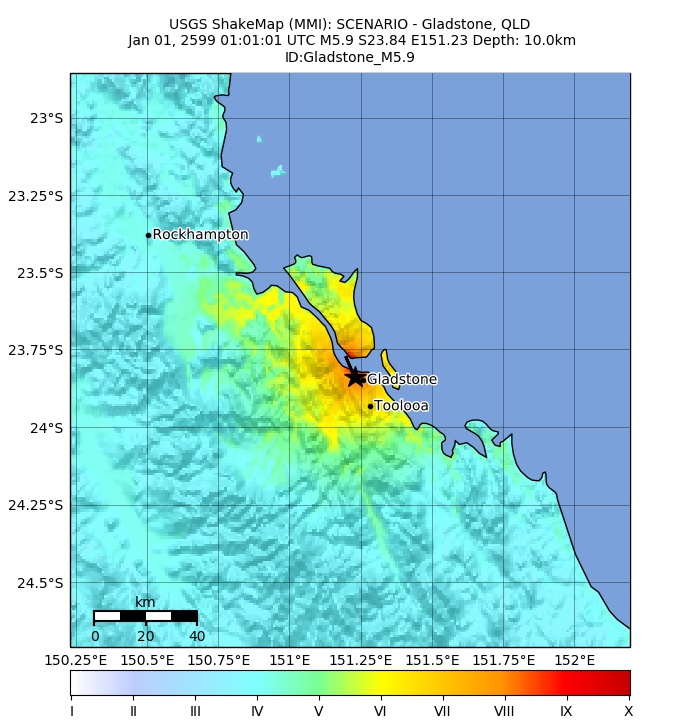 USGS ShakeMap (MMI): SCENARIO - Gladstone, QLD
Jan 01, 2599 01:01:01 UTC M5.9 S23.84 E151.23 Depth: 10.0km
ID:Gladstone_M5.9
23°S
23.25°S
Rockhampton
23.5°S
23.75°S
Gladstone
Toolooa
24°S
24.25°S
24.5°S
km
0 20 40
150.25°E 150.5°E 150.75°E 151°E 151.25°E 151.5°E 151.75°E 152°E
I II III IV V VI VII VIII IX X